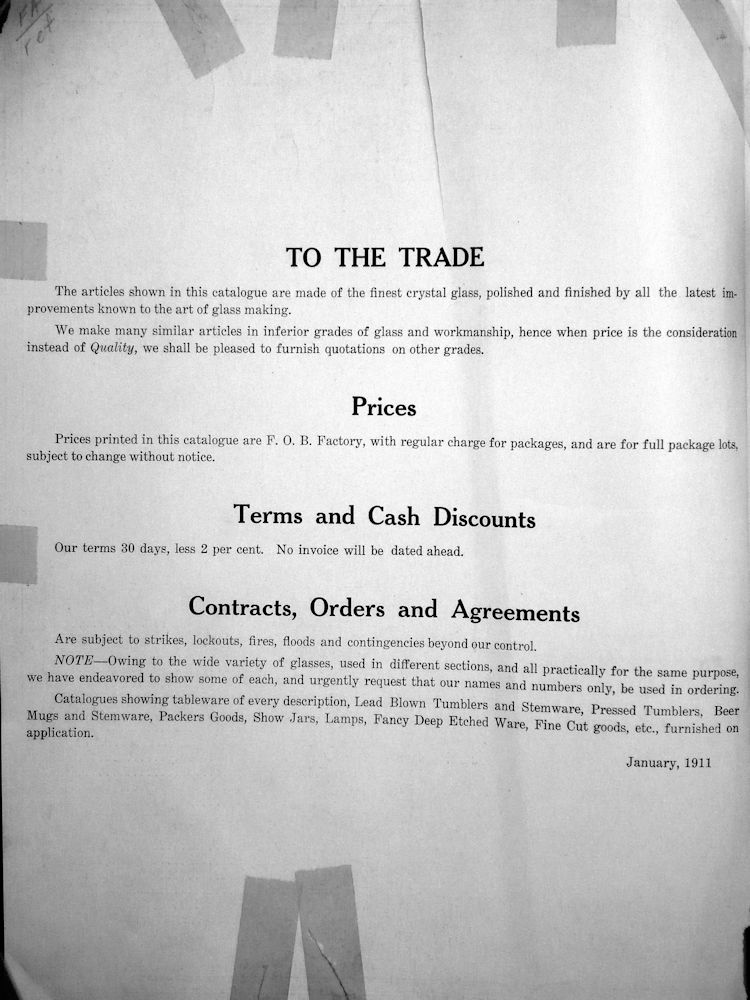 TO THE TRADE
The articles shown in this catalogue are made of the finest crystal glass, polished and finished by all the latest im-
provements known to the art of glass making.
We make many similar articles in inferior grades of glass and workmanship, hence when price is the consideration
instead of Quality, we shall be pleased to furnish quotations on other grades.
Prices
Prices printed in this catalogue are F. O. B. Factory, with regular charge for packages, and are for full package lots,
subject to change without notice.
Terms and Cash Discounts
Our terms 30 days, less 2 per cent. No invoice will be dated ahead.
Contracts, Orders and Agreements
Are subject to strikes, lockouts, fires, floods and contingencies beyond our control.
NOTE—Owing to the wide variety of glasses, used in different sections, and all practically for the same purpose,
we have endeavored to show some of each, and urgently request that our names and numbers only, be used in ordering.
Catalogues showing tableware of every description, Lead Blown Tumblers and Stemware, Pressed Tumblers, Beer
Mugs and Stemware, Packers Goods, Show Jars, Lamps, Fancy Deep Etched Ware, Fine Cut goods, etc., furnished on
application.
January, 1911